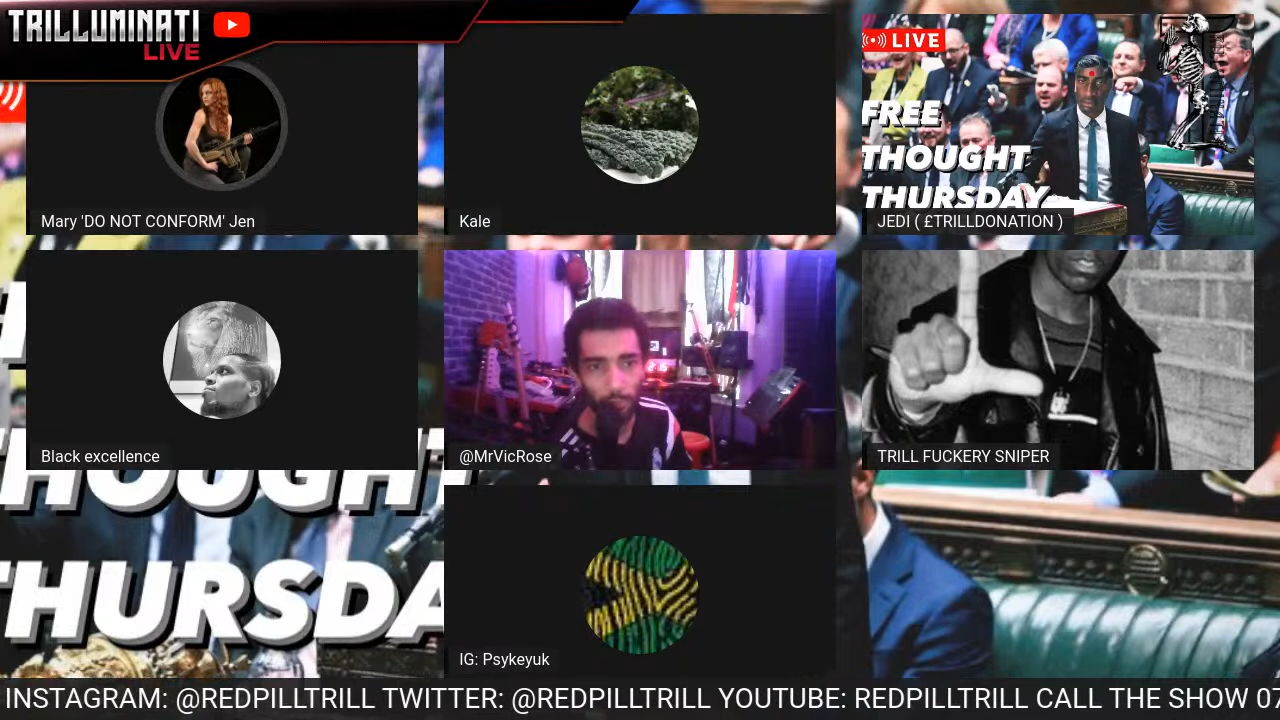 TRILLUMINATI
LIVE
LIVE
FREE
THOUGHT
THURSDAY
Mary 'DO NOT CONFORM' Jen
Kale
JEDI ( £TRILLDONATION )
Black excellence
@MrVicRose
TRILL FUCKERY SNIPER
THOUGHT
THURSDA
IG: Psykeyuk
INSTAGRAM: @REDPILLTRILL TWITTER: @REDPILLTRILL YOUTUBE: REDPILLTRILL CALL THE SHOW 07